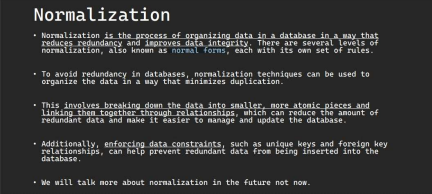 Normalization
• Normalization is the process of organizing data in a database in a way that
reduces redundancy and improves data integrity. There are several levels of
normalization, also known as normal forms, each with its own set of rules.
• To avoid redundancy in databases, normalization techniques can be used to
organize the data in a way that minimizes duplication.
• This involves breaking down the data into smaller, more atomic pieces and
linking them together through relationships, which can reduce the amount of
redundant data and make it easier to manage and update the database.
• Additionally, enforcing data constraints, such as unique keys and foreign key
relationships, can help prevent redundant data from being inserted into the
database.
• We will talk more about normalization in the future not now.